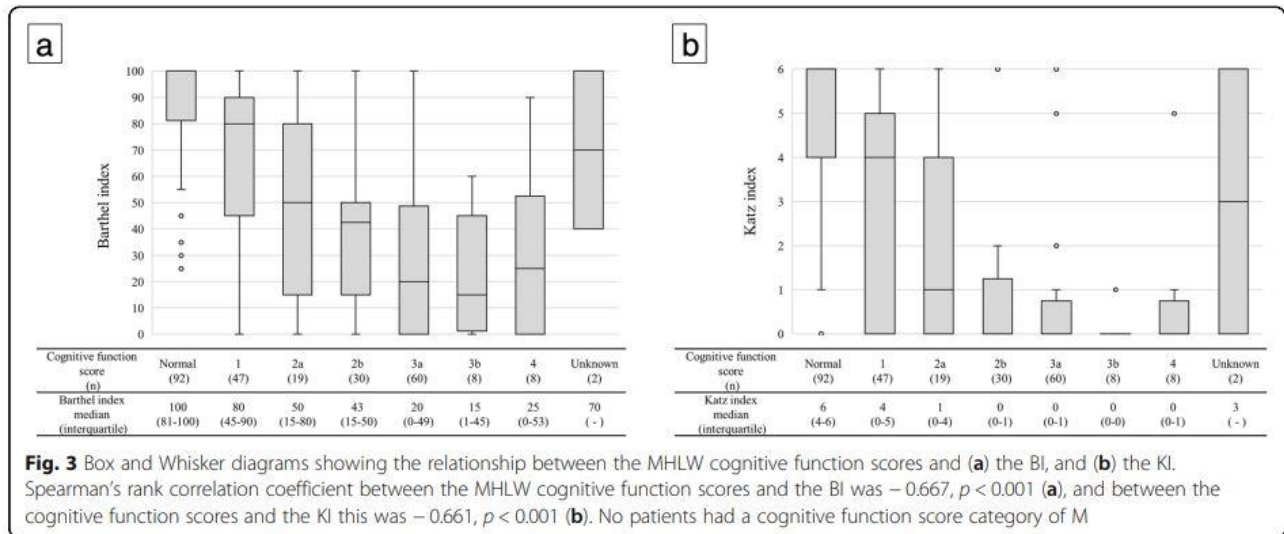 a
100
90
80
70
60
50
40
30
20
10
0
Barthel index
Cognitive function score (n) Normal (92) 1 (47) 2a (19) 2b (30) 3a (60) 3b (8) 4 (8) Unknown (2)
Barthel index median (interquartile) 100 (81-100) 80 (45-90) 50 (15-80) 43 (15-50) 20 (0-49) 15 (1-45) 25 (0-53) 70 ( - )
b
6
5
4
3
2
1
0
Katz index
Cognitive function score (n) Normal (92) 1 (47) 2a (19) 2b (30) 3a (60) 3b (8) 4 (8) Unknown (2)
Katz index median (interquartile) 6 (4-6) 4 (0-5) 1 (0-4) 0 (0-1) 0 (0-1) 0 (0-0) 0 (0-1) 3 ( - )
Fig. 3 Box and Whisker diagrams showing the relationship between the MHLW cognitive function scores and (a) the BI, and (b) the KI.
Spearman's rank correlation coefficient between the MHLW cognitive function scores and the BI was − 0.667, p < 0.001 (a), and between the
cognitive function scores and the KI this was − 0.661, p < 0.001 (b). No patients had a cognitive function score category of M